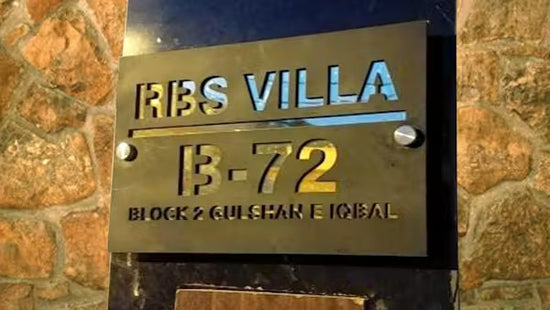 RBS VILLA
B-72
BLOCK 2 GULSHAN E IQBAL